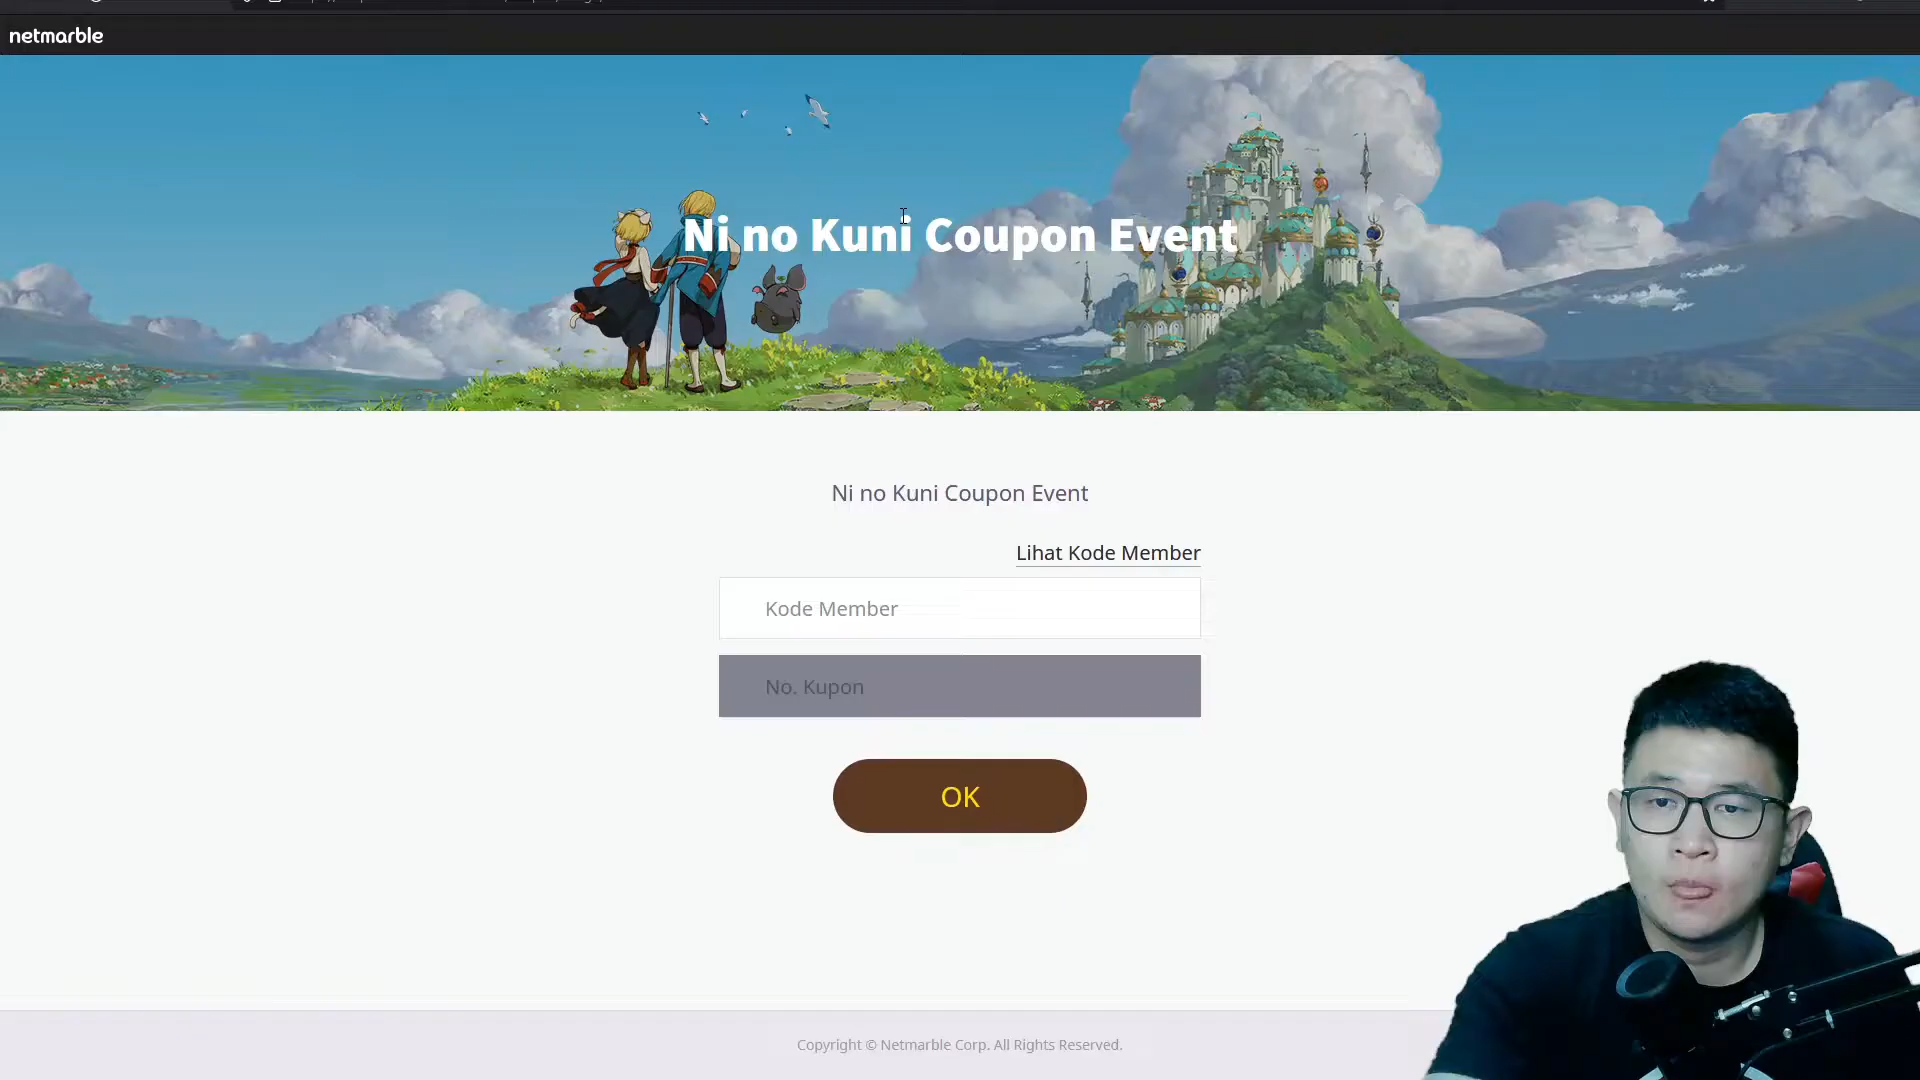 netmarble
Ni no Kuni Coupon Event
Ni no Kuni Coupon Event
Lihat Kode Member
Kode Member
No. Kupon
OK
Copyright © Netmarble Corp. All Rights Reserved.